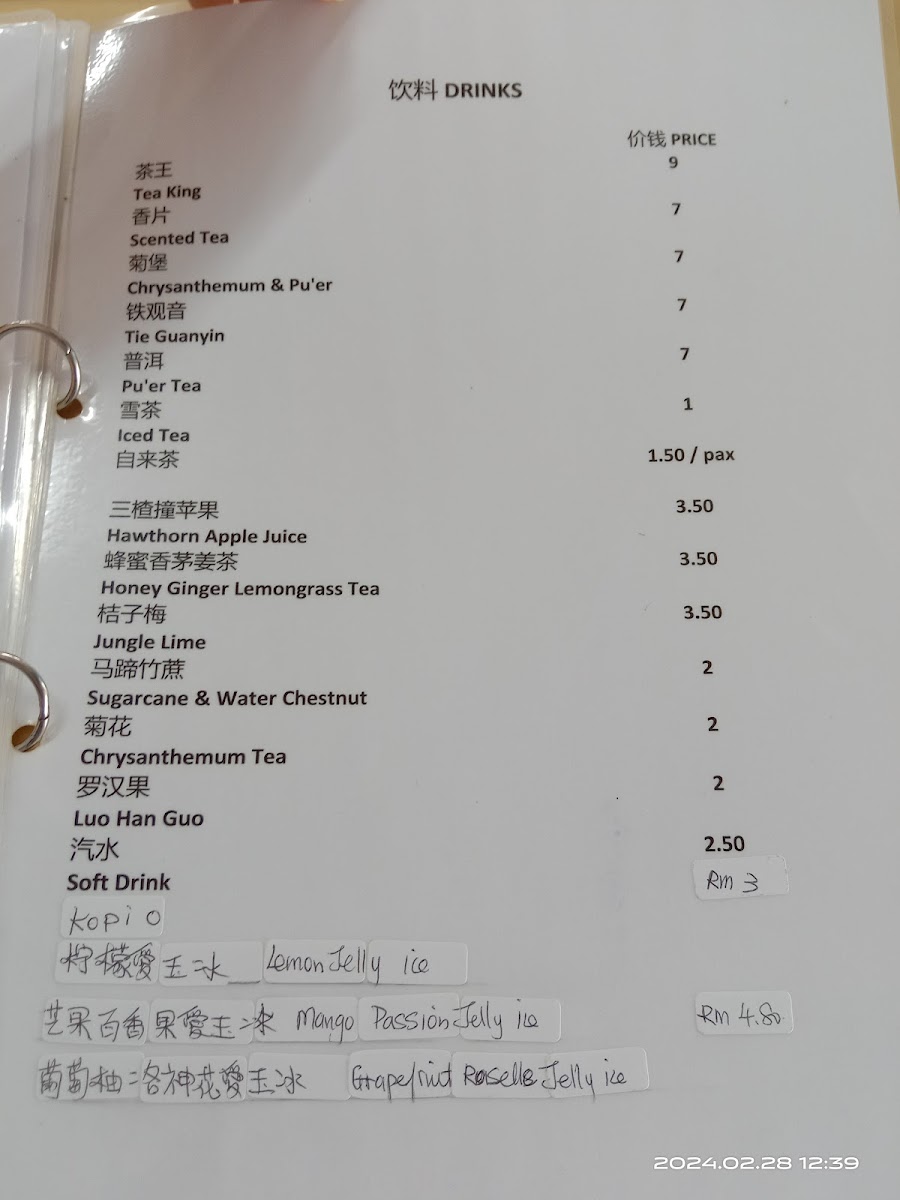 饮料 DRINKS
价钱 PRICE
茶王 9
Tea King
香片 7
Scented Tea
菊堡 7
Chrysanthemum & Pu'er
铁观音 7
Tie Guanyin
普洱 7
Pu'er Tea
雪茶 1
Iced Tea
自来茶 1.50 / pax
三楂撞苹果 3.50
Hawthorn Apple Juice
蜂蜜香茅姜茶 3.50
Honey Ginger Lemongrass Tea
桔子梅 3.50
Jungle Lime
马蹄竹蔗 2
Sugarcane & Water Chestnut
菊花 2
Chrysanthemum Tea
罗汉果 2
Luo Han Guo
汽水 2.50
Soft Drink Rm 3
Kopi O
柠檬愛玉冰 Lemon Jelly ice
芒果百香果愛玉冰 Mango Passion Jelly ice Rm 4.80
葡萄柚洛神花愛玉冰 Grapefruit Roselle Jelly ice
2024.02.28 12:39